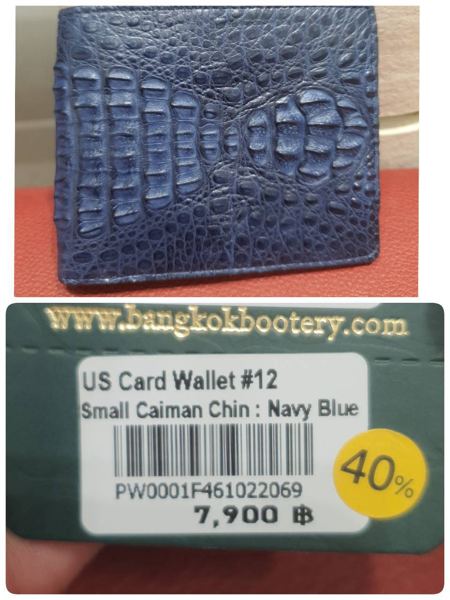 www.bangkokbootery.com
US Card Wallet #12
Small Caiman Chin : Navy Blue
PW0001F461022069
7,900 ฿
40%